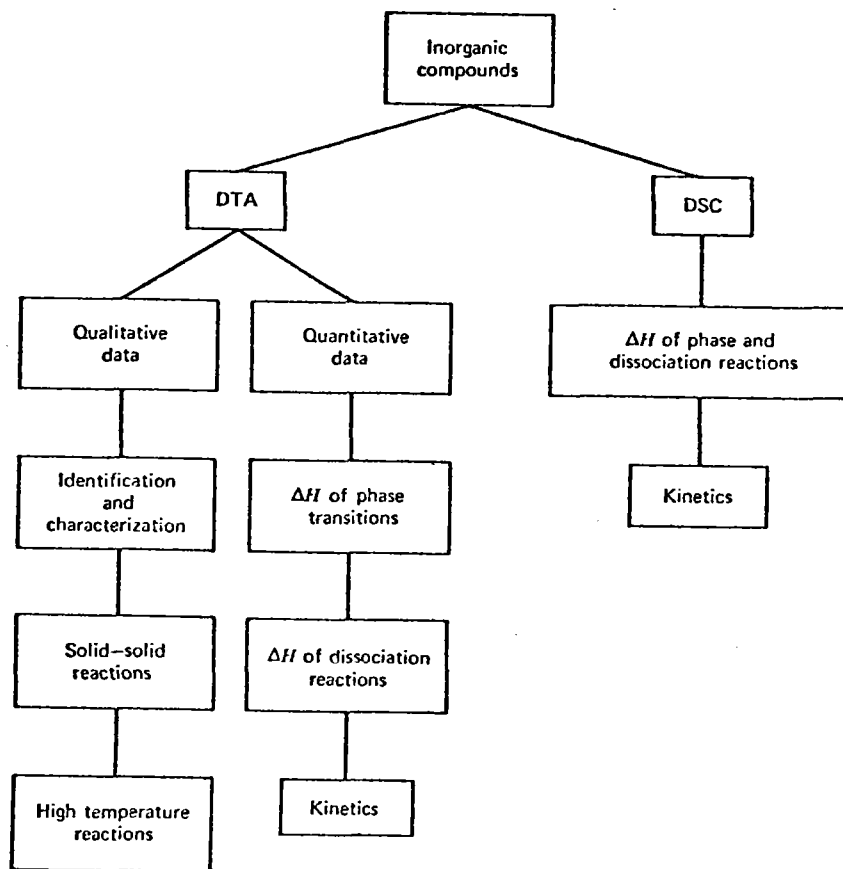 Inorganic
compounds
DTA
DSC
Qualitative
data
Quantitative
data
ΔH of phase and
dissociation reactions
Identification
and
characterization
ΔH of phase
transitions
Kinetics
Solid–solid
reactions
ΔH of dissociation
reactions
High temperature
reactions
Kinetics